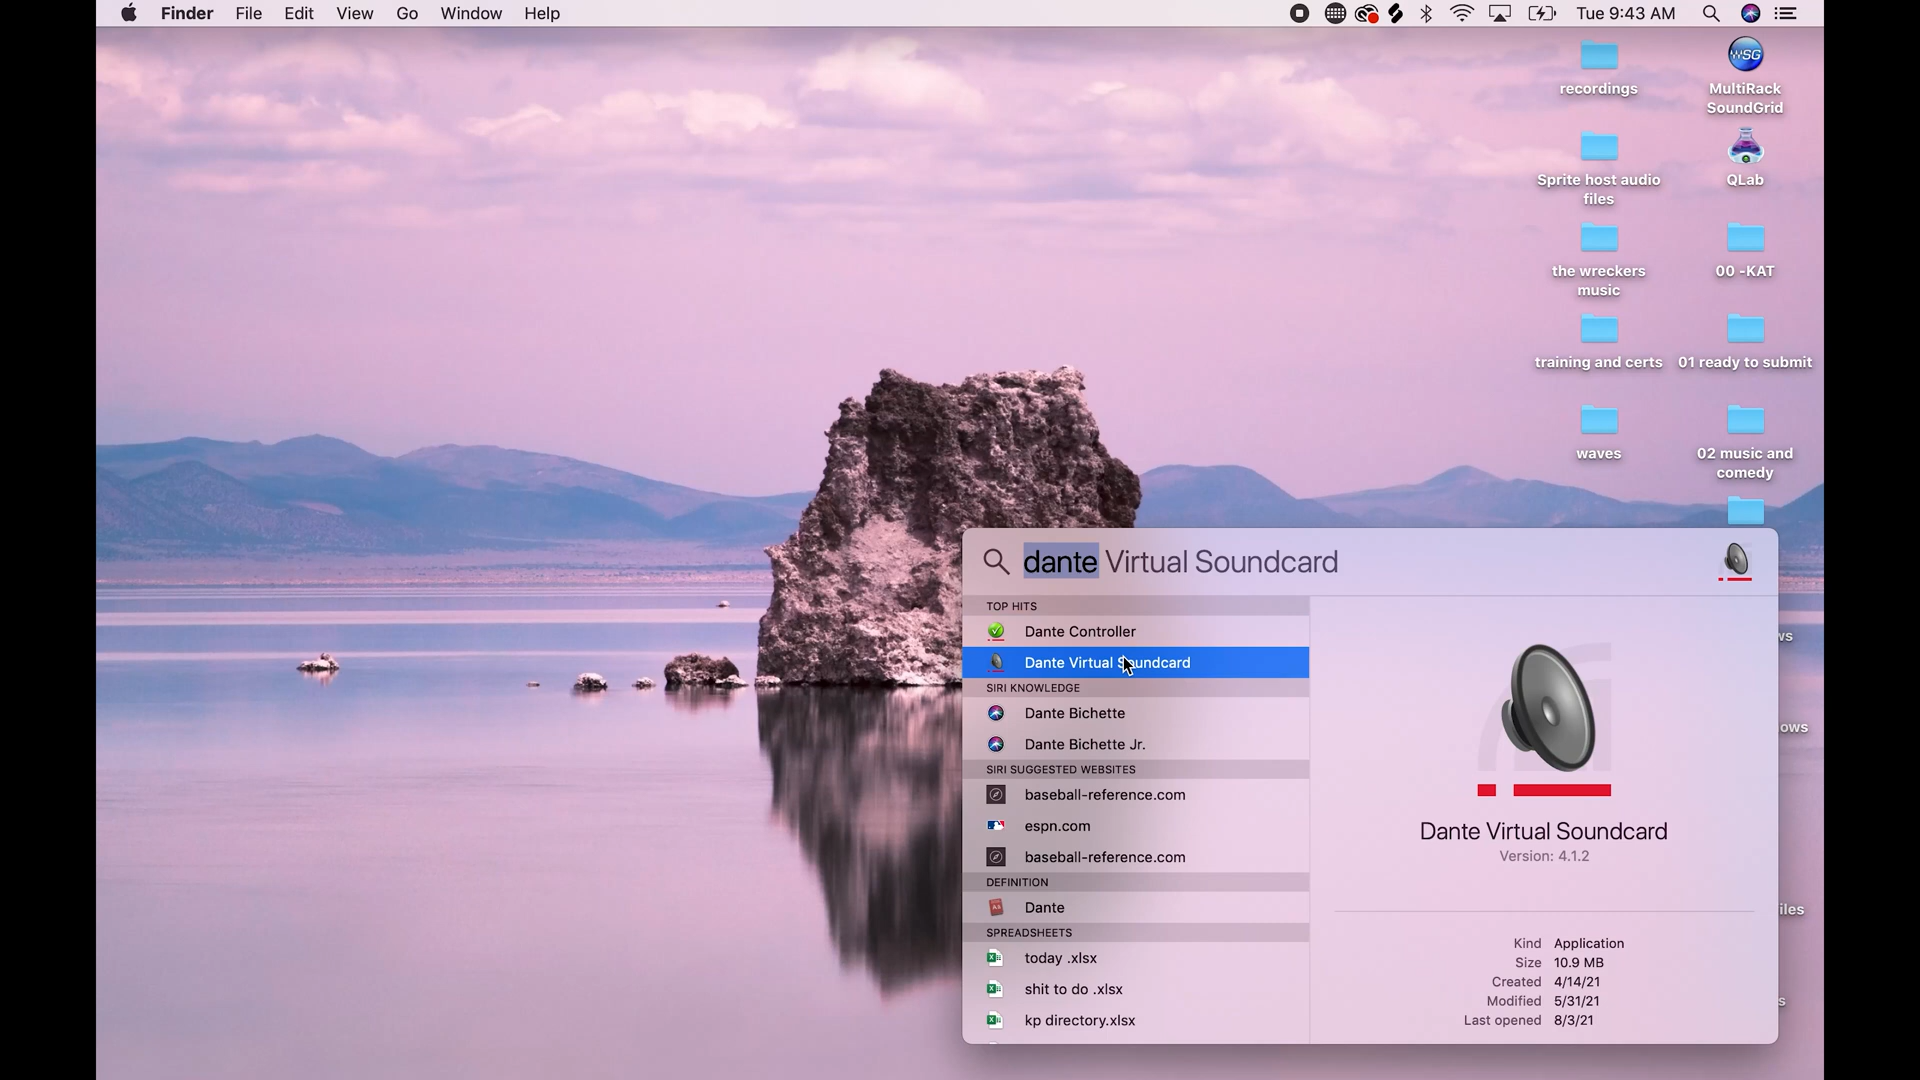 Finder File Edit View Go Window Help Tue 9:43 AM
recordings
WSG
MultiRack
SoundGrid
Sprite host audio
files
QLab
the wreckers
music
00 -KAT
training and certs
01 ready to submit
waves
02 music and
comedy
dante Virtual Soundcard
TOP HITS
Dante Controller
Dante Virtual Soundcard
SIRI KNOWLEDGE
Dante Bichette
Dante Bichette Jr.
SIRI SUGGESTED WEBSITES
baseball-reference.com
espn.com
baseball-reference.com
DEFINITION
Dante
SPREADSHEETS
today .xlsx
shit to do .xlsx
kp directory.xlsx
Dante Virtual Soundcard
Version: 4.1.2
Kind Application
Size 10.9 MB
Created 4/14/21
Modified 5/31/21
Last opened 8/3/21